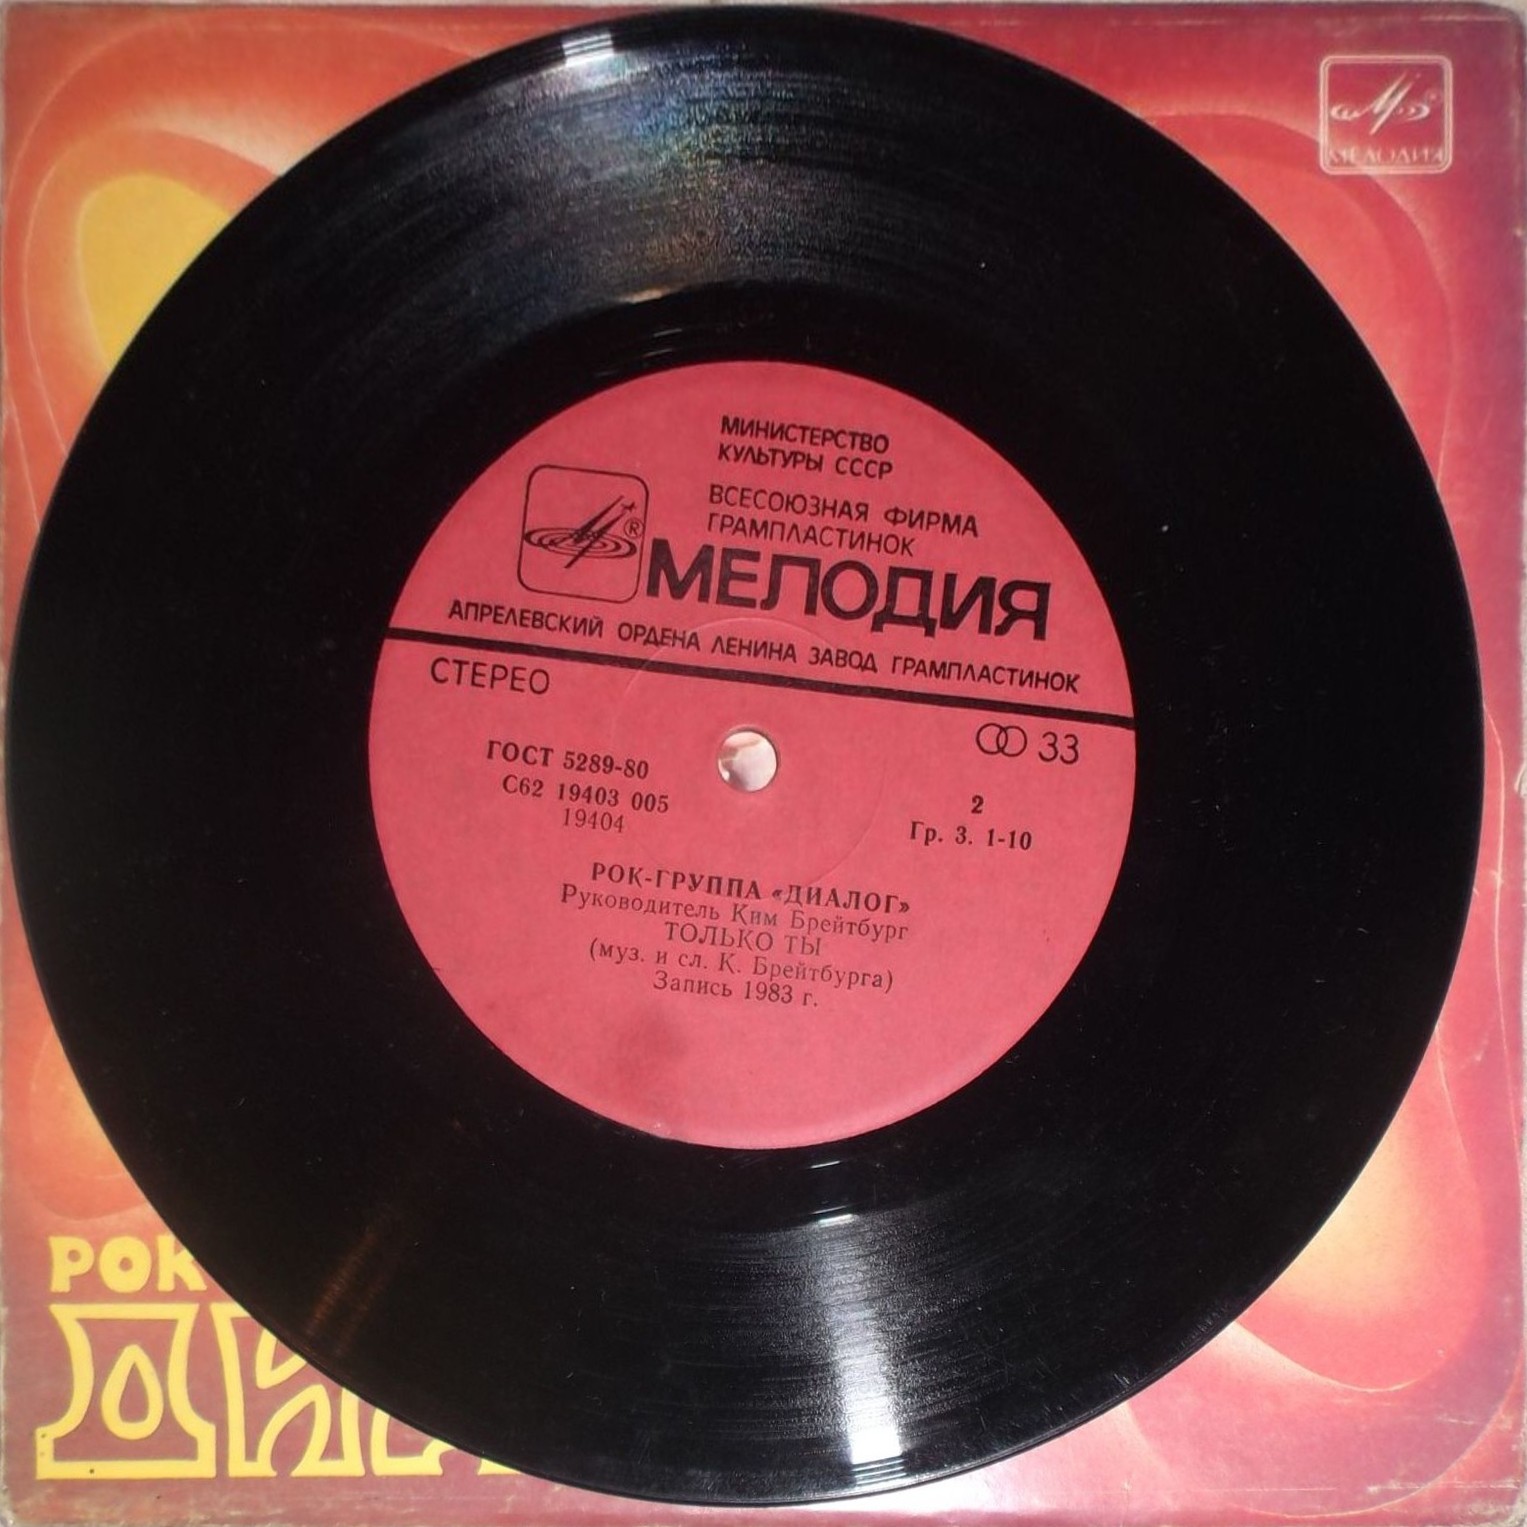 МЕЛОДИЯ
МИНИСТЕРСТВО
КУЛЬТУРЫ СССР
ВСЕСОЮЗНАЯ ФИРМА
ГРАМПЛАСТИНОК
МЕЛОДИЯ
АПРЕЛЕВСКИЙ ОРДЕНА ЛЕНИНА ЗАВОД ГРАМПЛАСТИНОК
СТЕРЕО
33
ГОСТ 5289-80
С62 19403 005
19404
2
Гр. 3. 1-10
РОК-ГРУППА «ДИАЛОГ»
Руководитель Ким Брейтбург
ТОЛЬКО ТЫ
(муз. и сл. К. Брейтбурга)
Запись 1983 г.
РОК